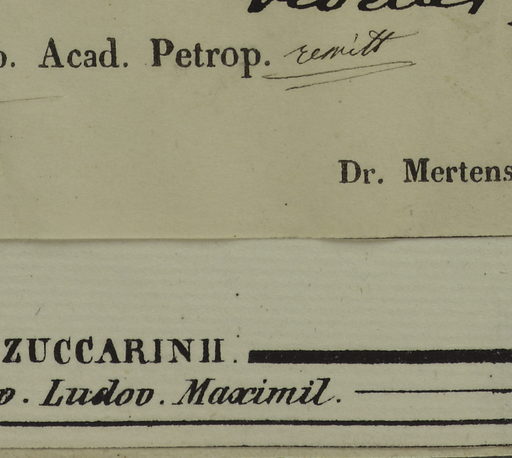 Acad. Petrop. remitt
Dr. Mertens
ZUCCARINII.
Ludov. Maximil.